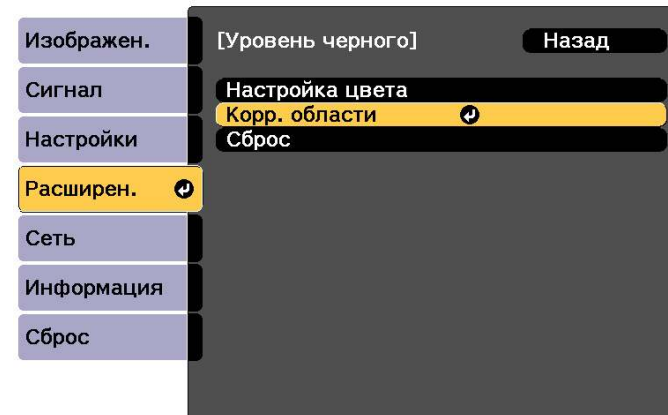 Изображен.
Сигнал
Настройки
Расширен.
Сеть
Информация
Сброс
[Уровень черного] Назад
Настройка цвета
Корр. области
Сброс